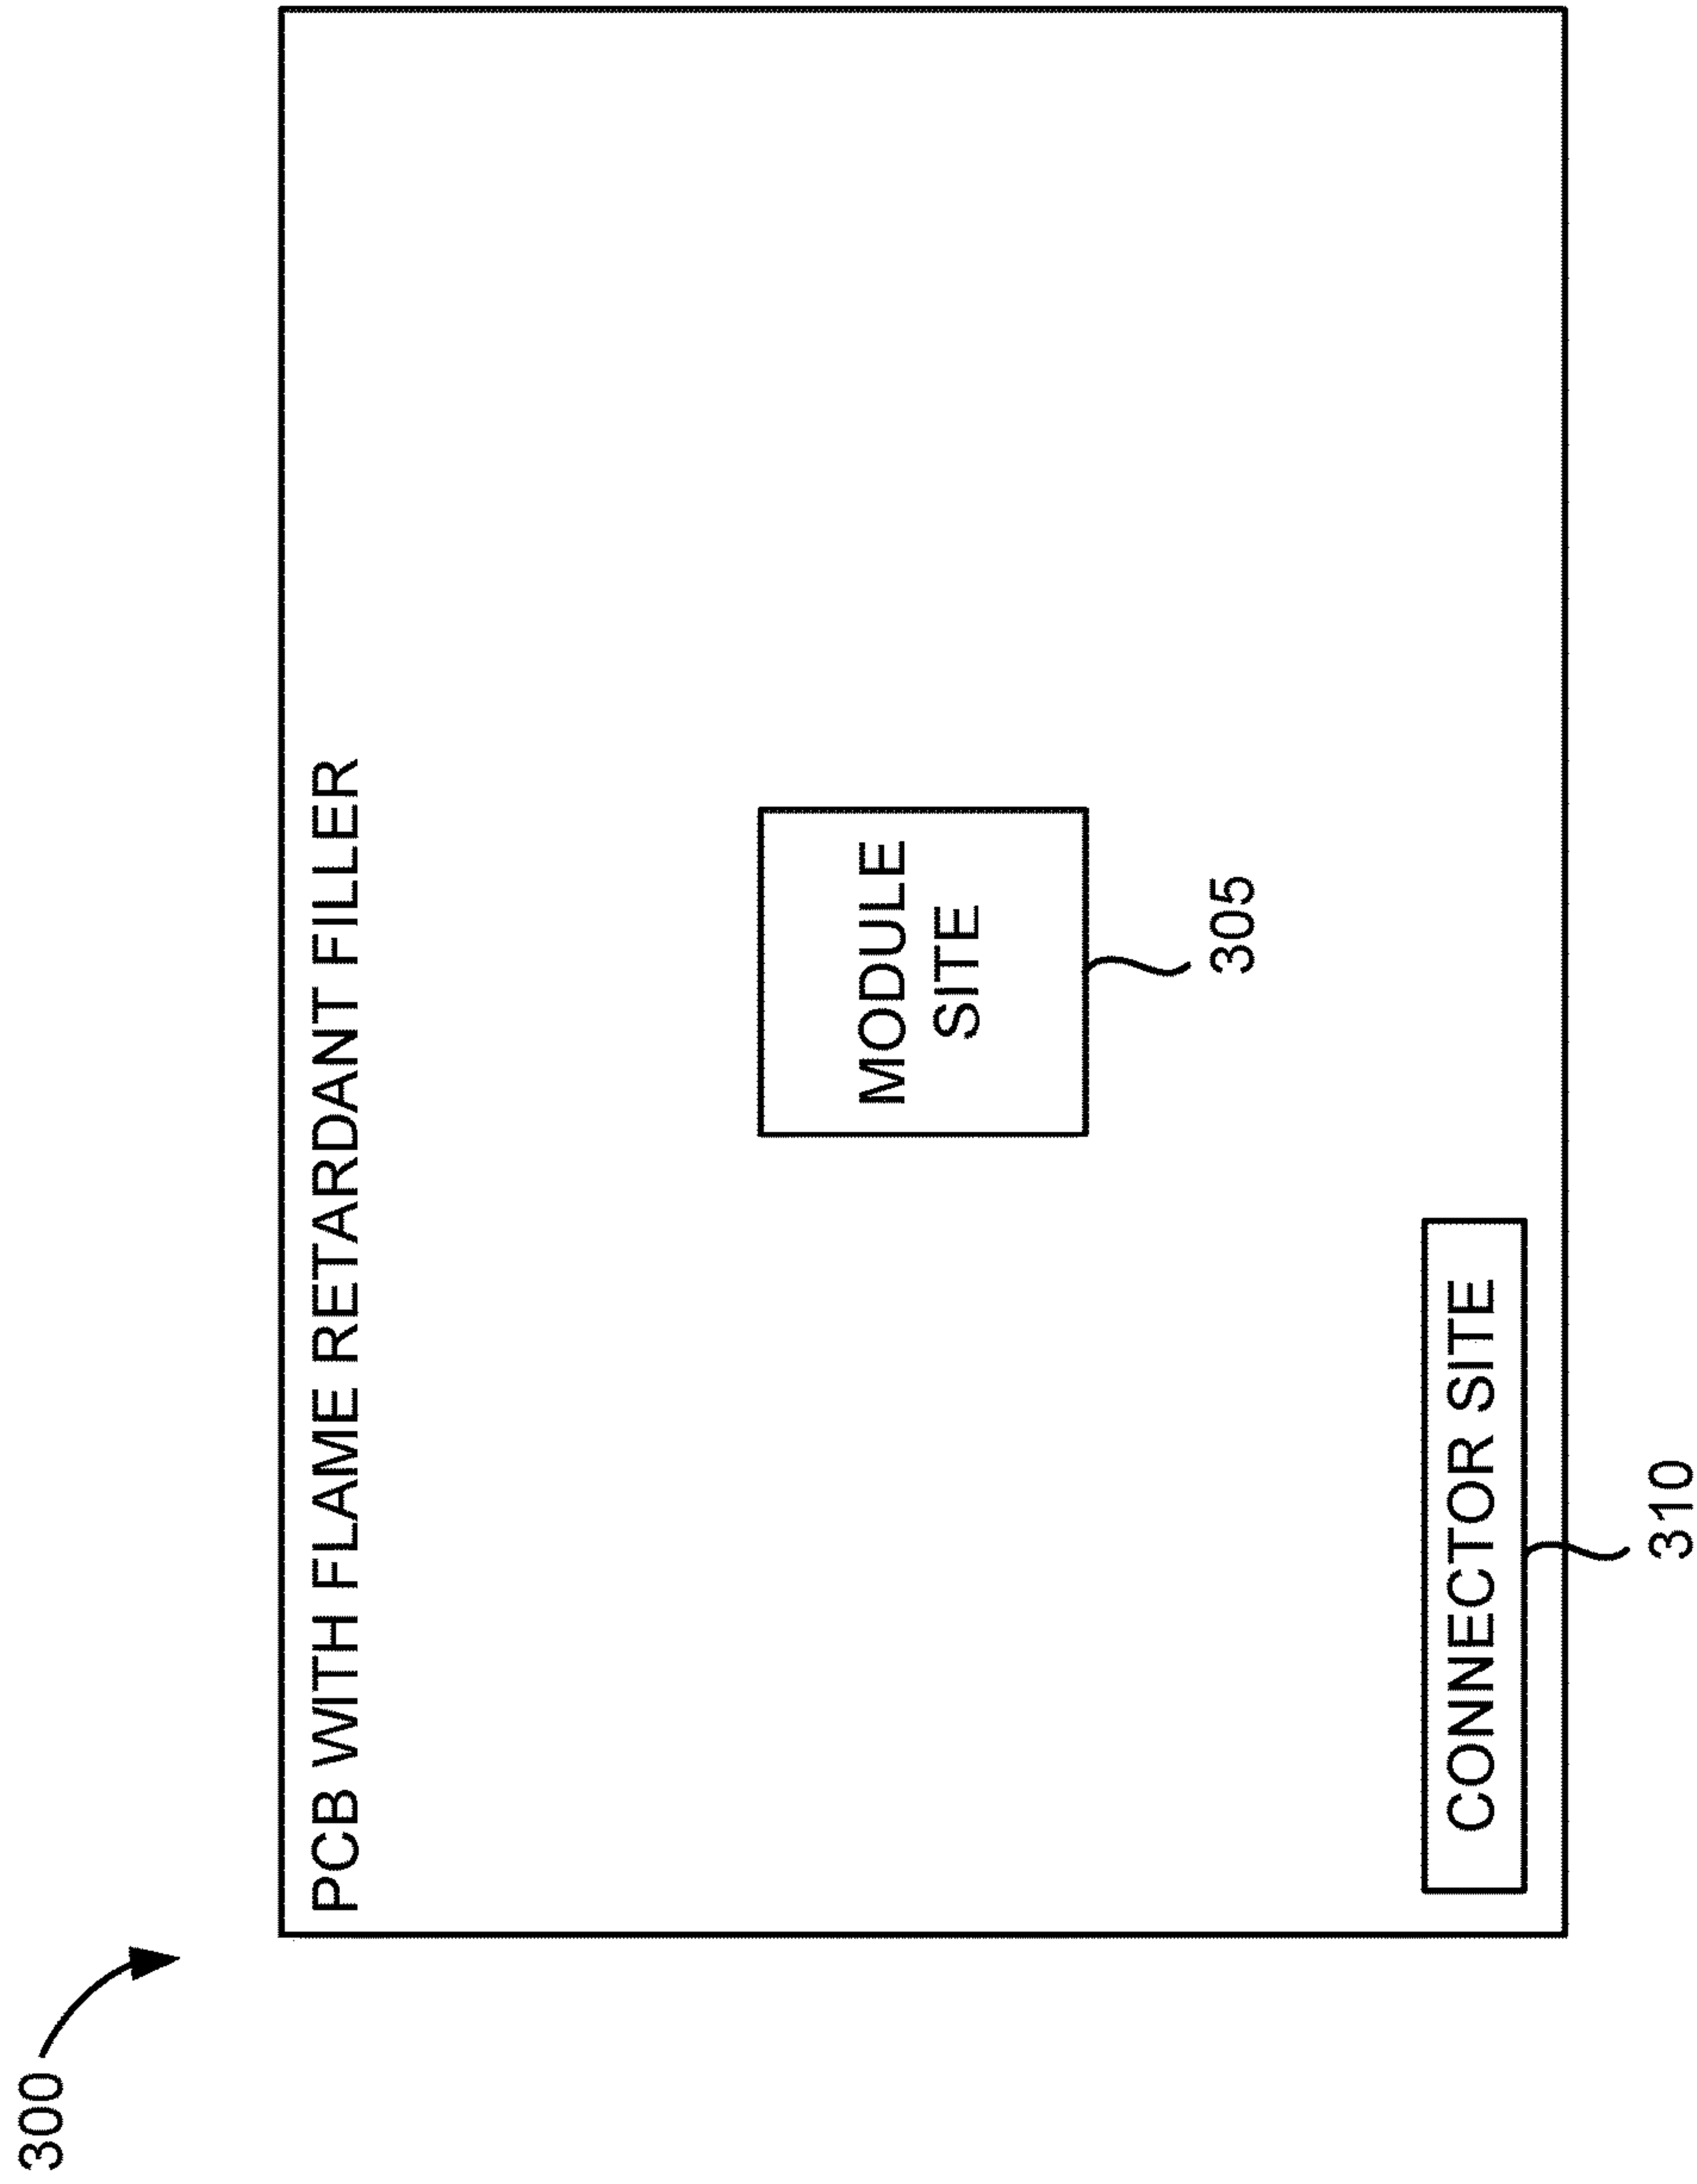 300
PCB WITH FLAME RETARDANT FILLER
MODULE
SITE
305
CONNECTOR SITE
310